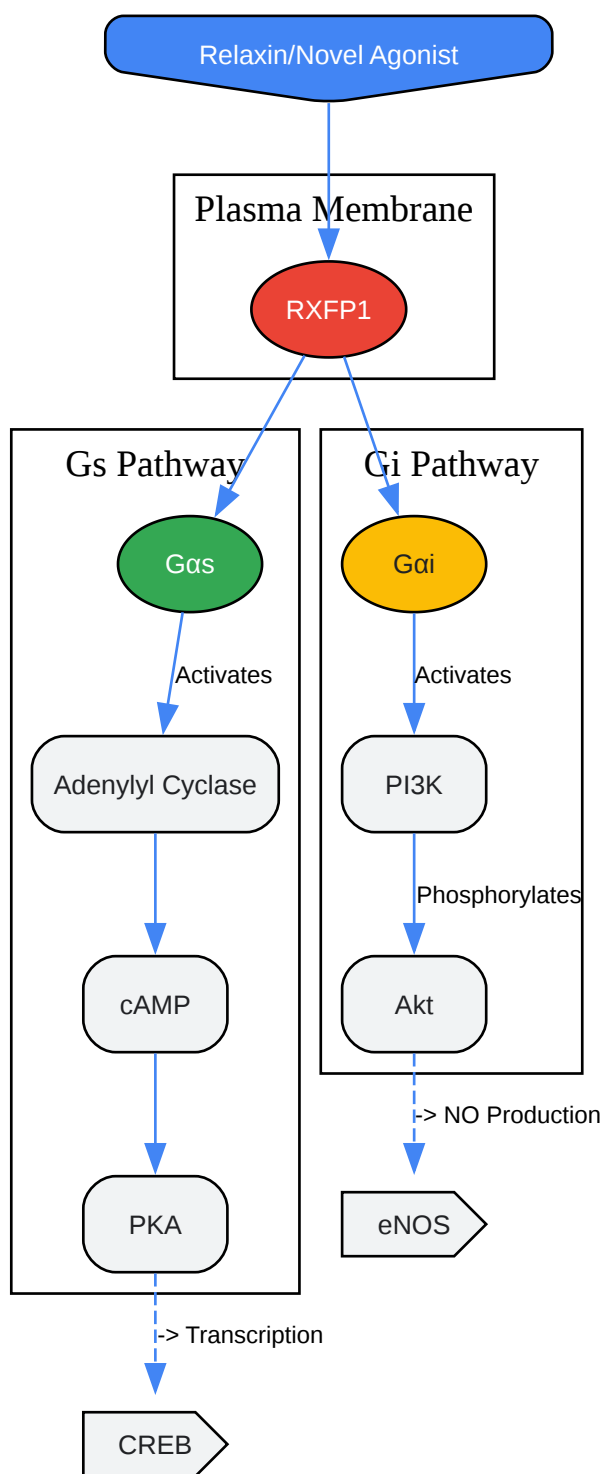 Relaxin/Novel Agonist
Plasma Membrane
RXFP1
Gs Pathway
Gi Pathway
Gαs
Gαi
Activates
Activates
Adenylyl Cyclase
PI3K
Phosphorylates
cAMP
Akt
-> NO Production
PKA
eNOS
-> Transcription
CREB